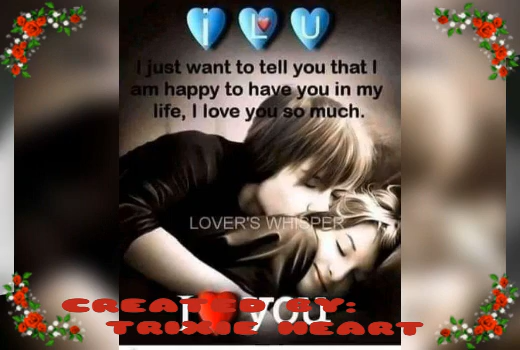 i L U
I just want to tell you that I
am happy to have you in my
life, I love you so much.
LOVER'S WHISPER
i you
CREATED BY:
TRIXIE HEART